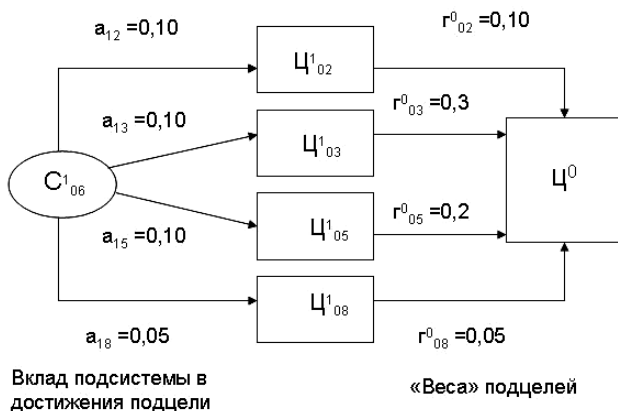 a₁₂ =0,10
r⁰₀₂ =0,10
Ц¹₀₂
a₁₃ =0,10
r⁰₀₃ =0,3
Ц¹₀₃
С¹₀₆
Ц⁰
a₁₅ =0,10
Ц¹₀₅
r⁰₀₅ =0,2
Ц¹₀₈
a₁₈ =0,05
r⁰₀₈ =0,05
Вклад подсистемы в
достижения подцели
«Веса» подцелей